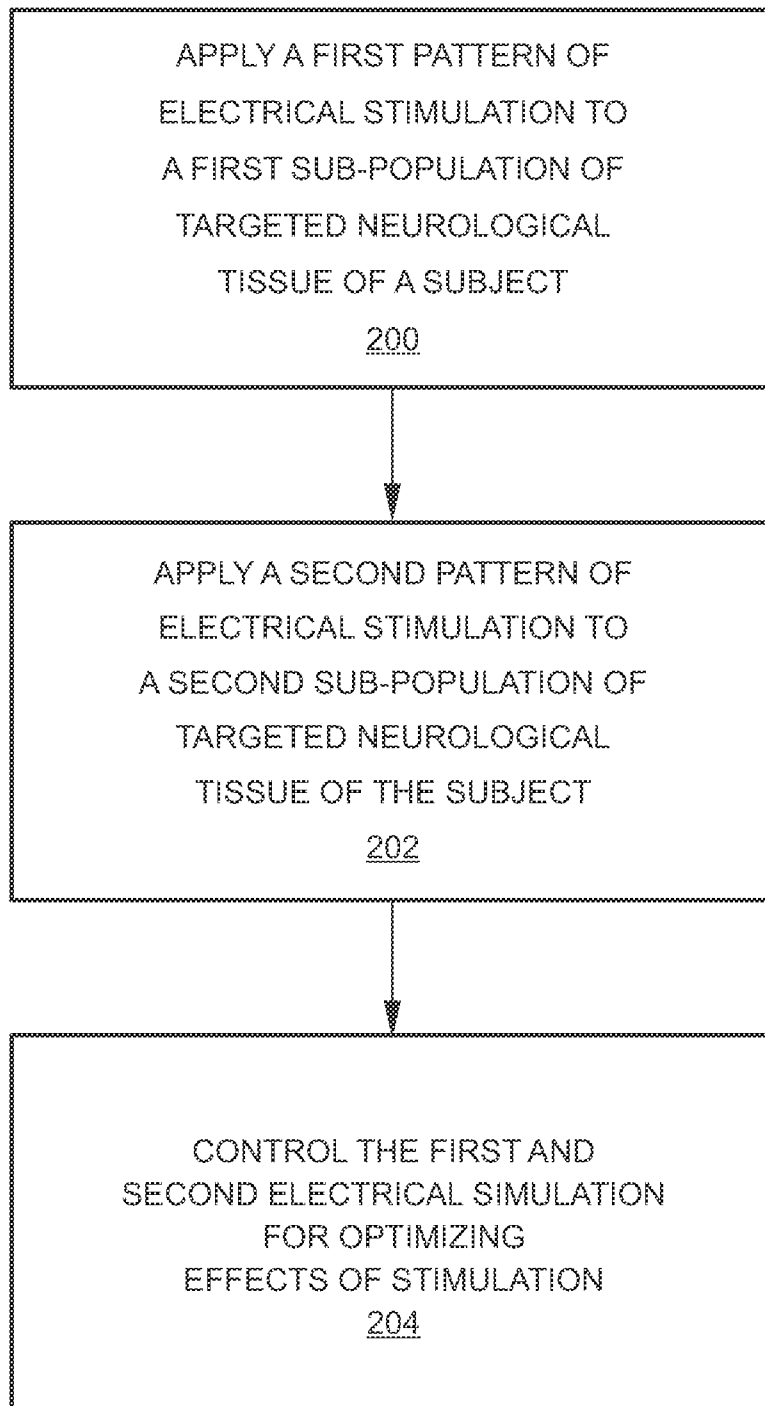 APPLY A FIRST PATTERN OF
ELECTRICAL STIMULATION TO
A FIRST SUB-POPULATION OF
TARGETED NEUROLOGICAL
TISSUE OF A SUBJECT
200
APPLY A SECOND PATTERN OF
ELECTRICAL STIMULATION TO
A SECOND SUB-POPULATION OF
TARGETED NEUROLOGICAL
TISSUE OF THE SUBJECT
202
CONTROL THE FIRST AND
SECOND ELECTRICAL SIMULATION
FOR OPTIMIZING
EFFECTS OF STIMULATION
204